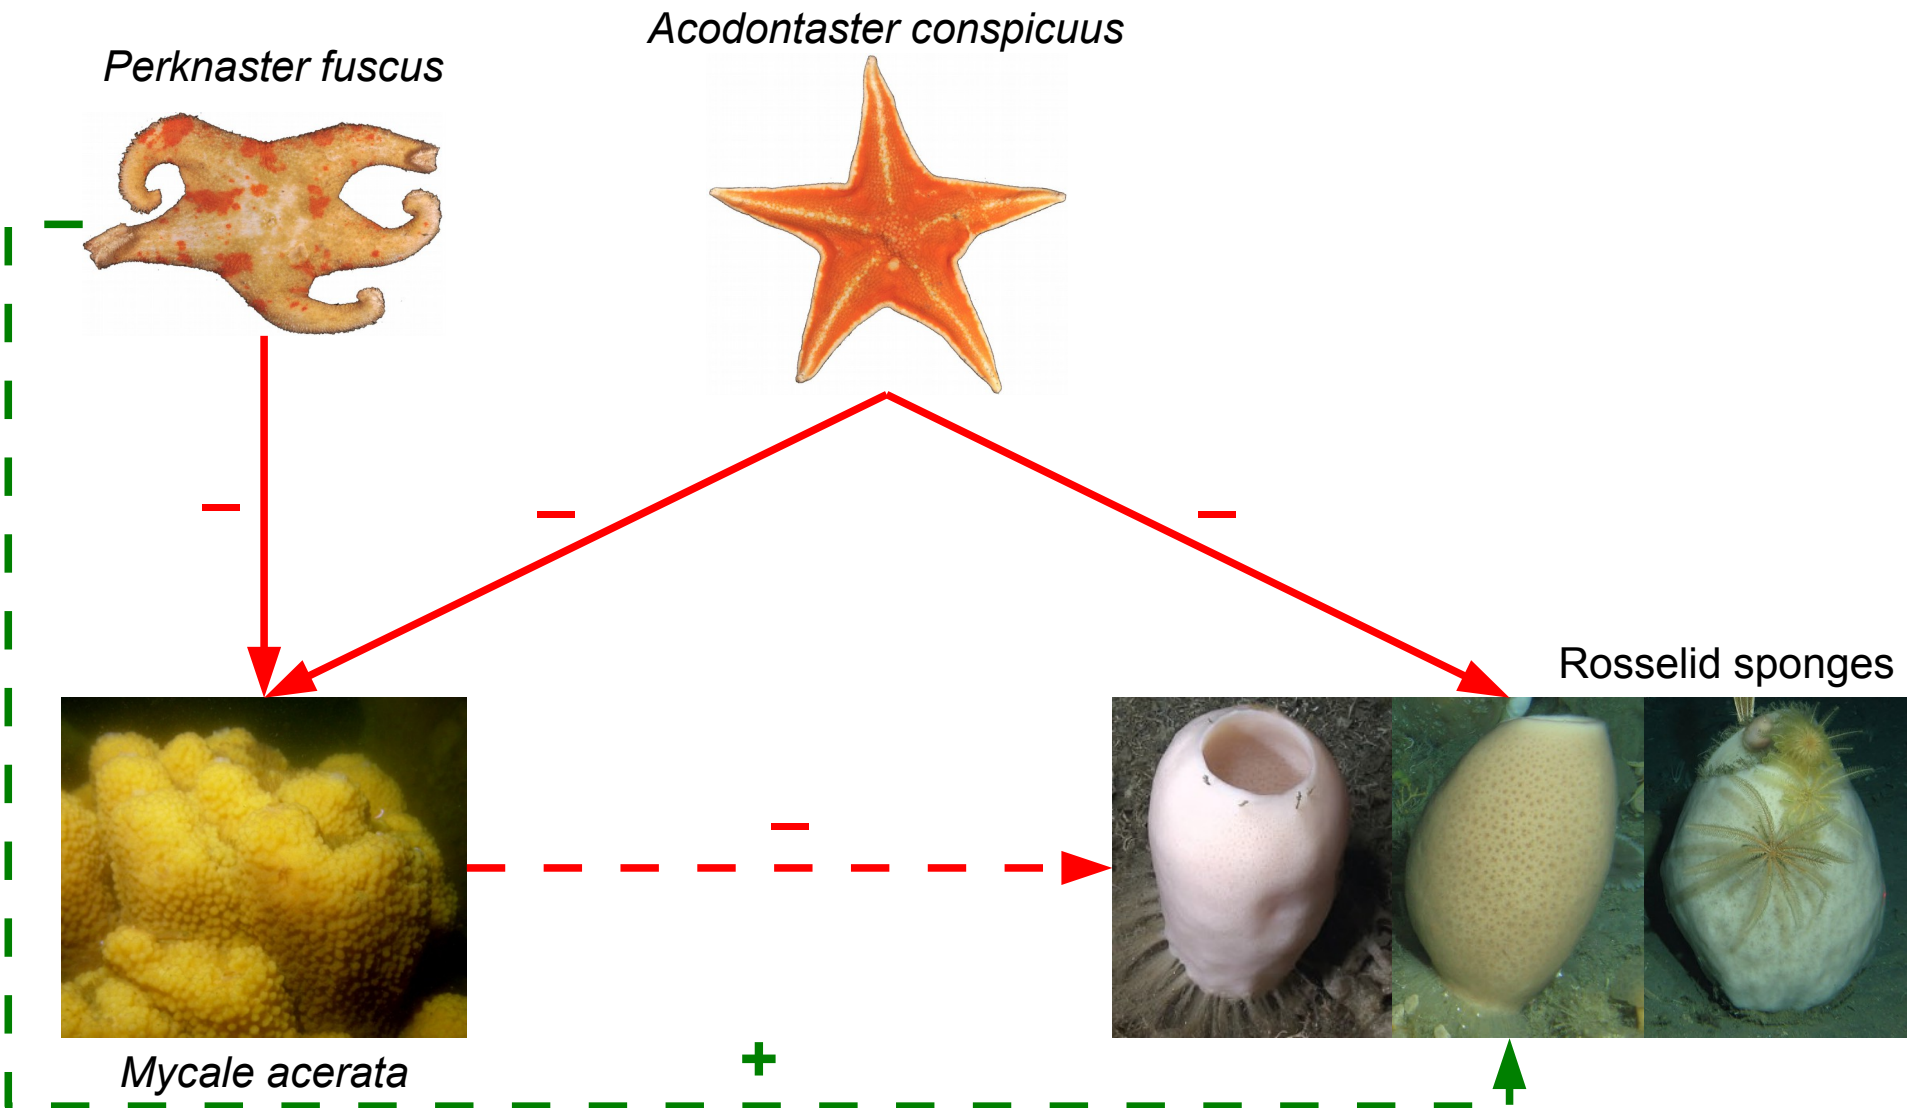 Acodontaster conspicuus
Perknaster fuscus
–
–
–
Rosselid sponges
–
+
Mycale acerata